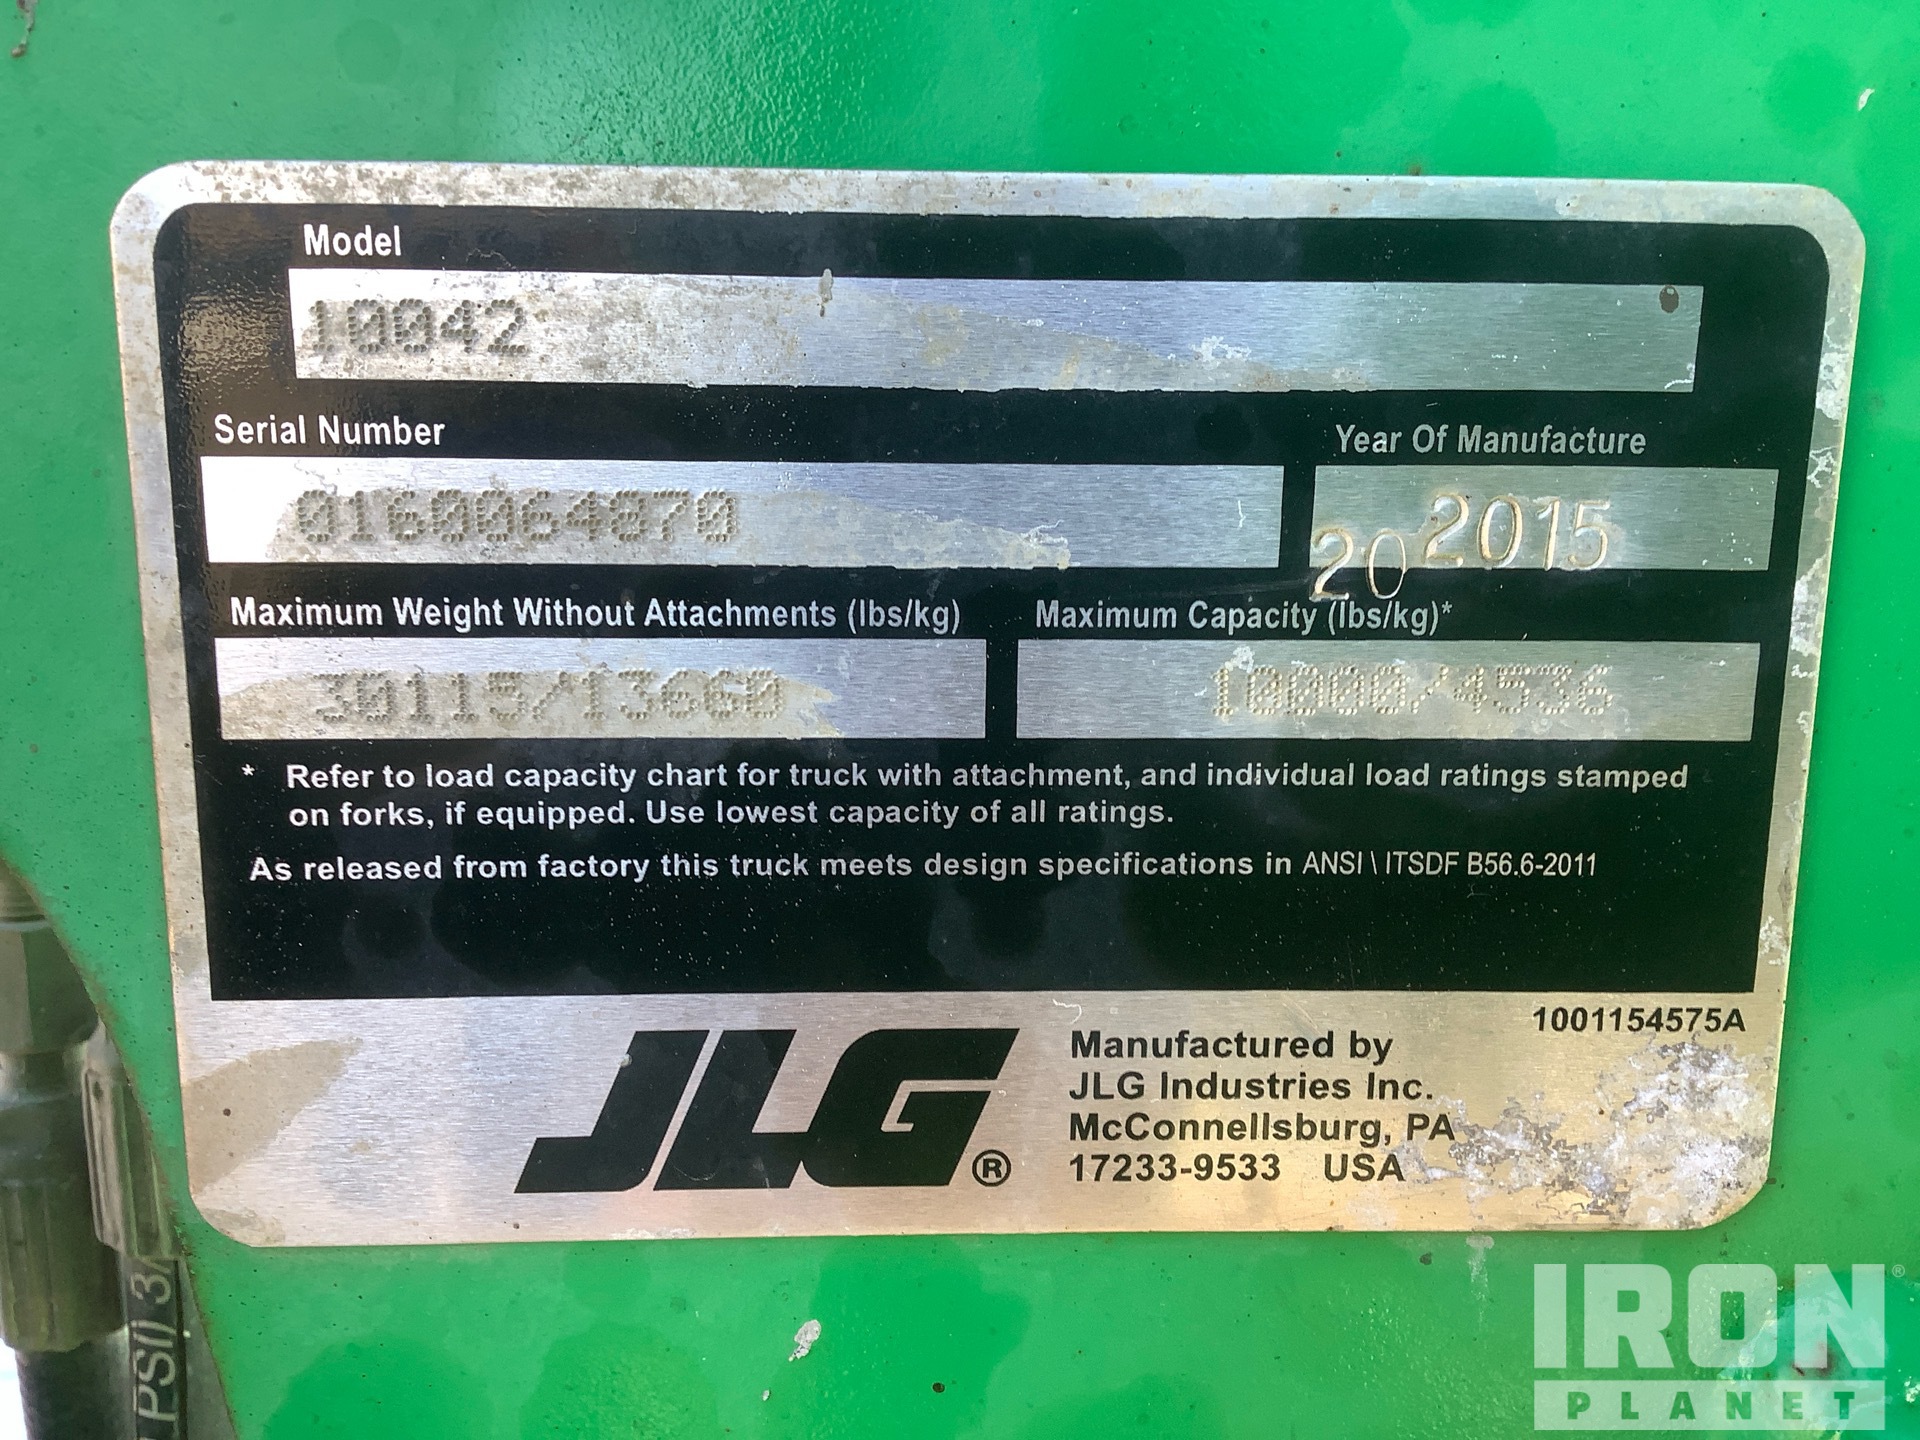 Model
10042
Serial Number
Year Of Manufacture
0160064870
20 2015
Maximum Weight Without Attachments (lbs/kg)
Maximum Capacity (lbs/kg)*
30115/13660
10000/4536
* Refer to load capacity chart for truck with attachment, and individual load ratings stamped
on forks, if equipped. Use lowest capacity of all ratings.
As released from factory this truck meets design specifications in ANSI \ ITSDF B56.6-2011
1001154575A
JLG®
Manufactured by
JLG Industries Inc.
McConnellsburg, PA
17233-9533 USA
PSI) 3
IRON®
PLANET